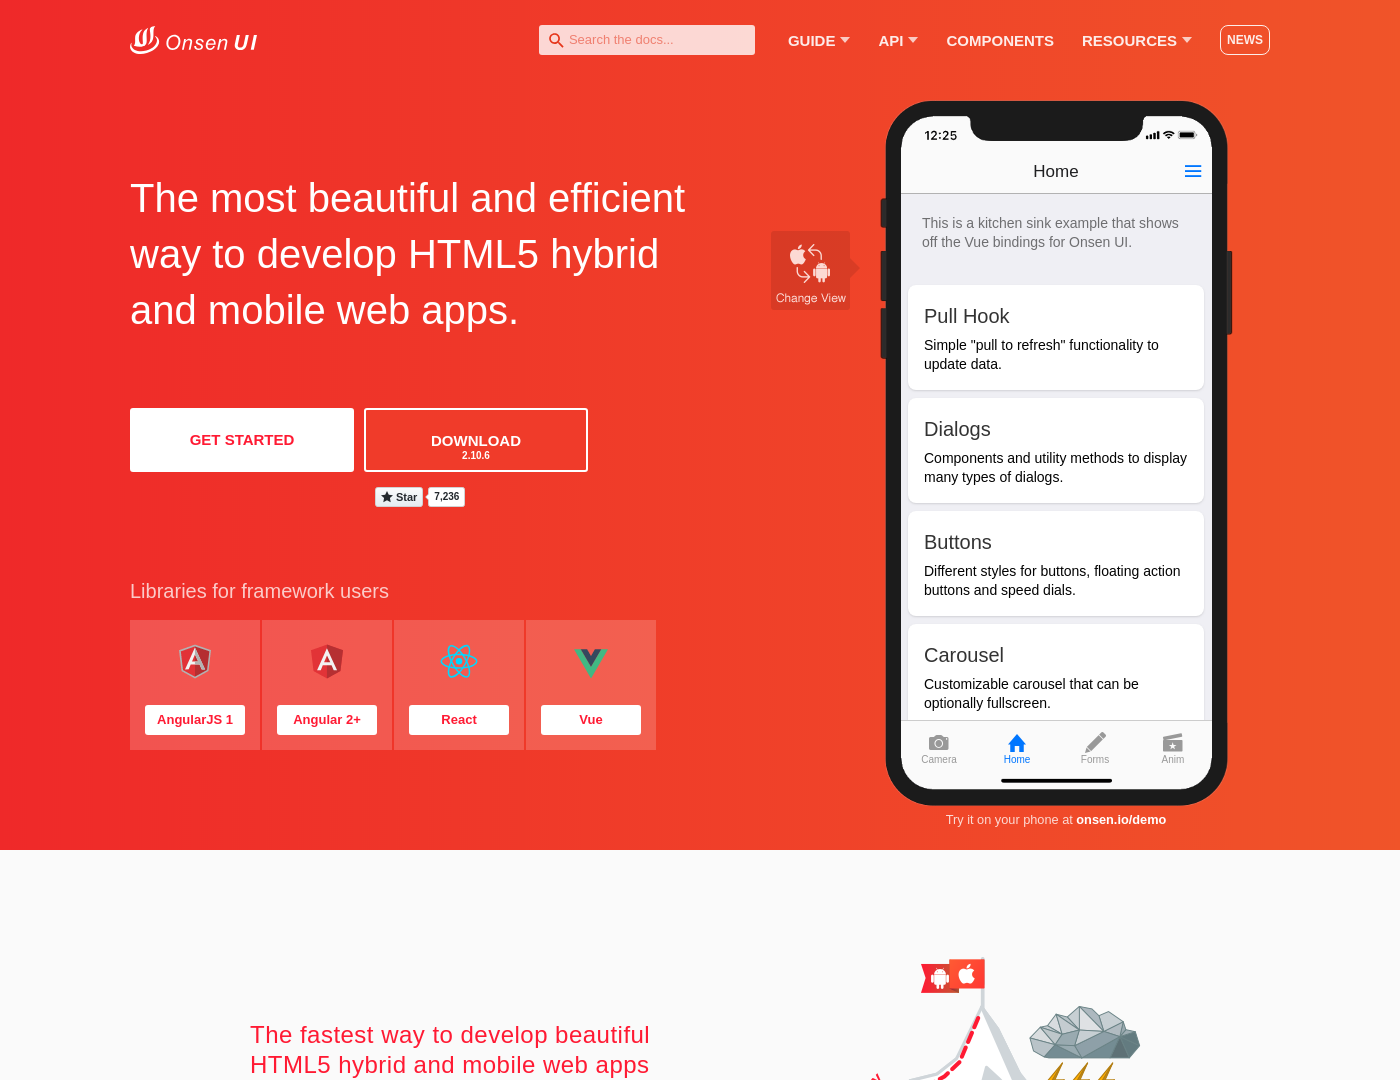 Onsen UI
Search the docs...
GUIDE
API
COMPONENTS
RESOURCES
NEWS
The most beautiful and efficient
way to develop HTML5 hybrid
and mobile web apps.
GET STARTED
DOWNLOAD
2.10.6
Star
7,236
Libraries for framework users
AngularJS 1
Angular 2+
React
Vue
Change View
12:25
Home
This is a kitchen sink example that shows
off the Vue bindings for Onsen UI.
Pull Hook
Simple "pull to refresh" functionality to
update data.
Dialogs
Components and utility methods to display
many types of dialogs.
Buttons
Different styles for buttons, floating action
buttons and speed dials.
Carousel
Customizable carousel that can be
optionally fullscreen.
Camera
Home
Forms
Anim
Try it on your phone at onsen.io/demo
The fastest way to develop beautiful
HTML5 hybrid and mobile web apps